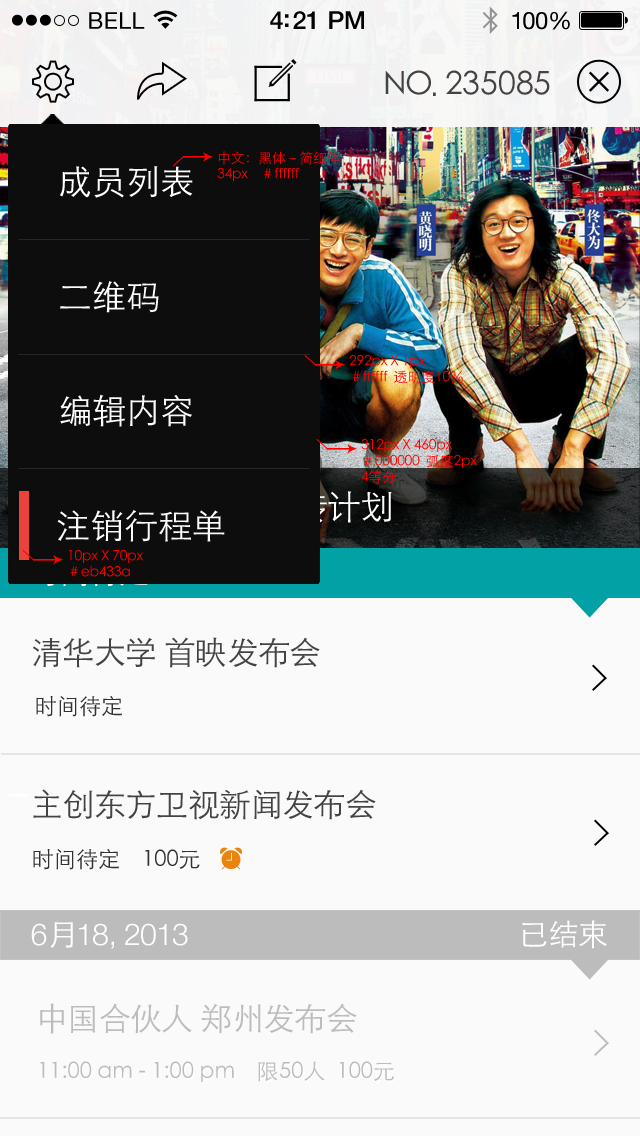 BELL 4:21 PM 100%
NO. 235085
成员列表
中文：黑体－简纤体
34px #ffffff
二维码
黄晓明
佟大为
292px X 1px
#ffffff 透明度10%
编辑内容
312px X 460px
#000000 弧度2px
4等分
计划
注销行程单
10px X 70px
#eb433a
清华大学 首映发布会
时间待定
主创东方卫视新闻发布会
时间待定 100元
6月18, 2013 已结束
中国合伙人 郑州发布会
11:00 am - 1:00 pm 限50人 100元